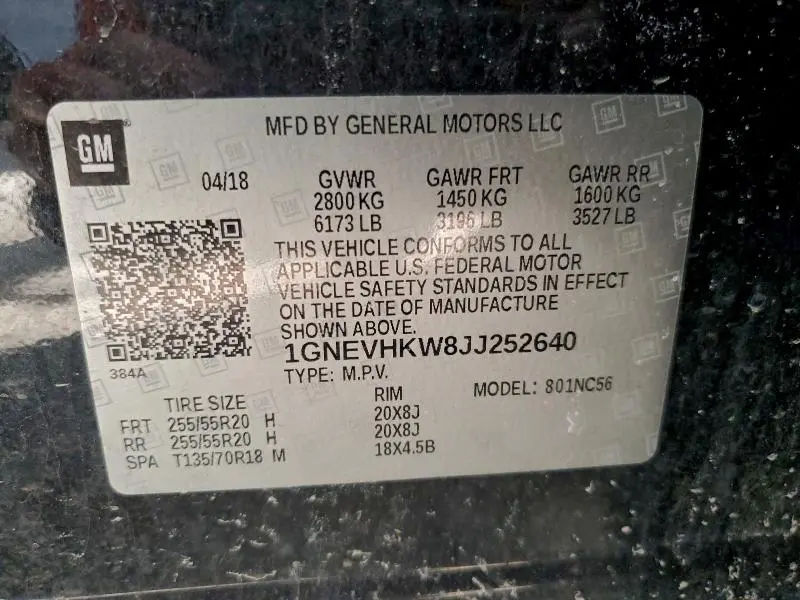 GM
MFD BY GENERAL MOTORS LLC
04/18 GVWR GAWR FRT GAWR RR
2800 KG 1450 KG 1600 KG
6173 LB 3196 LB 3527 LB
THIS VEHICLE CONFORMS TO ALL
APPLICABLE U.S. FEDERAL MOTOR
VEHICLE SAFETY STANDARDS IN EFFECT
ON THE DATE OF MANUFACTURE
SHOWN ABOVE.
1GNEVHKW8JJ252640
384A
TYPE: M.P.V. MODEL: 801NC56
TIRE SIZE RIM
FRT 255/55R20 H 20X8J
RR 255/55R20 H 20X8J
SPA T135/70R18 M 18X4.5B